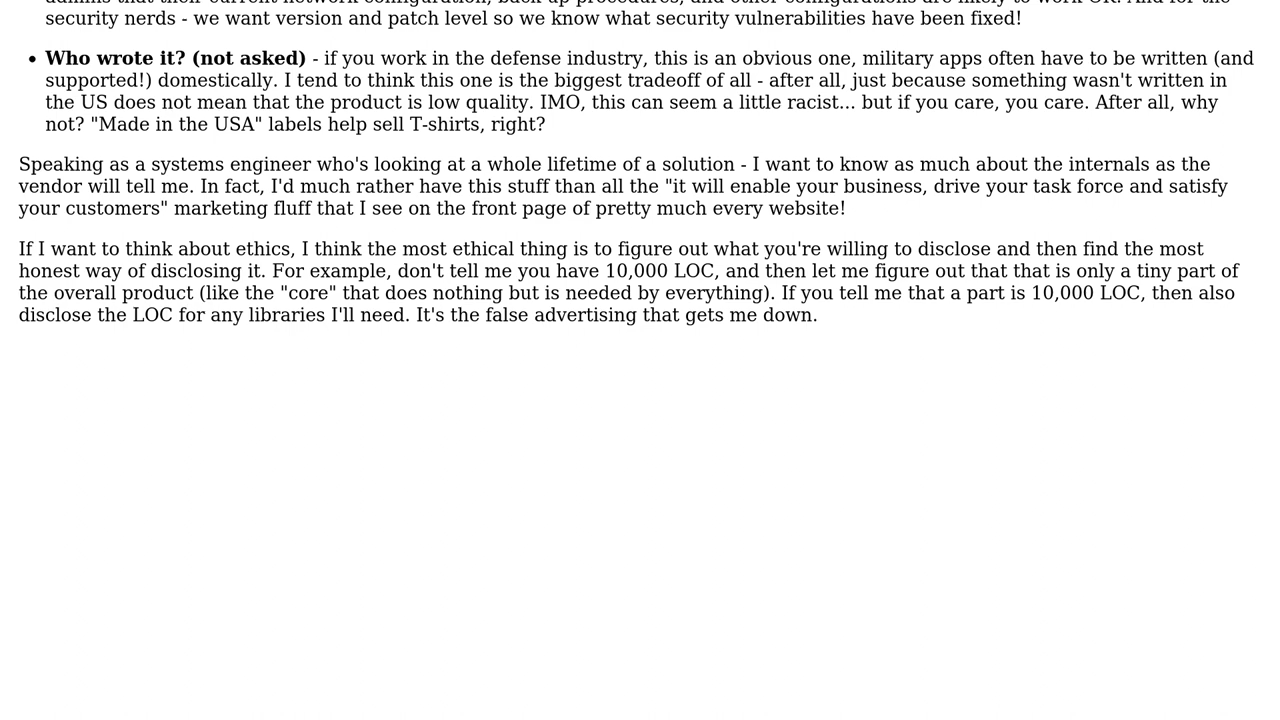 security nerds - we want version and patch level so we know what security vulnerabilities have been fixed!
• Who wrote it? (not asked) - if you work in the defense industry, this is an obvious one, military apps often have to be written (and
supported!) domestically. I tend to think this one is the biggest tradeoff of all - after all, just because something wasn't written in
the US does not mean that the product is low quality. IMO, this can seem a little racist... but if you care, you care. After all, why
not? "Made in the USA" labels help sell T-shirts, right?
Speaking as a systems engineer who's looking at a whole lifetime of a solution - I want to know as much about the internals as the
vendor will tell me. In fact, I'd much rather have this stuff than all the "it will enable your business, drive your task force and satisfy
your customers" marketing fluff that I see on the front page of pretty much every website!
If I want to think about ethics, I think the most ethical thing is to figure out what you're willing to disclose and then find the most
honest way of disclosing it. For example, don't tell me you have 10,000 LOC, and then let me figure out that that is only a tiny part of
the overall product (like the "core" that does nothing but is needed by everything). If you tell me that a part is 10,000 LOC, then also
disclose the LOC for any libraries I'll need. It's the false advertising that gets me down.